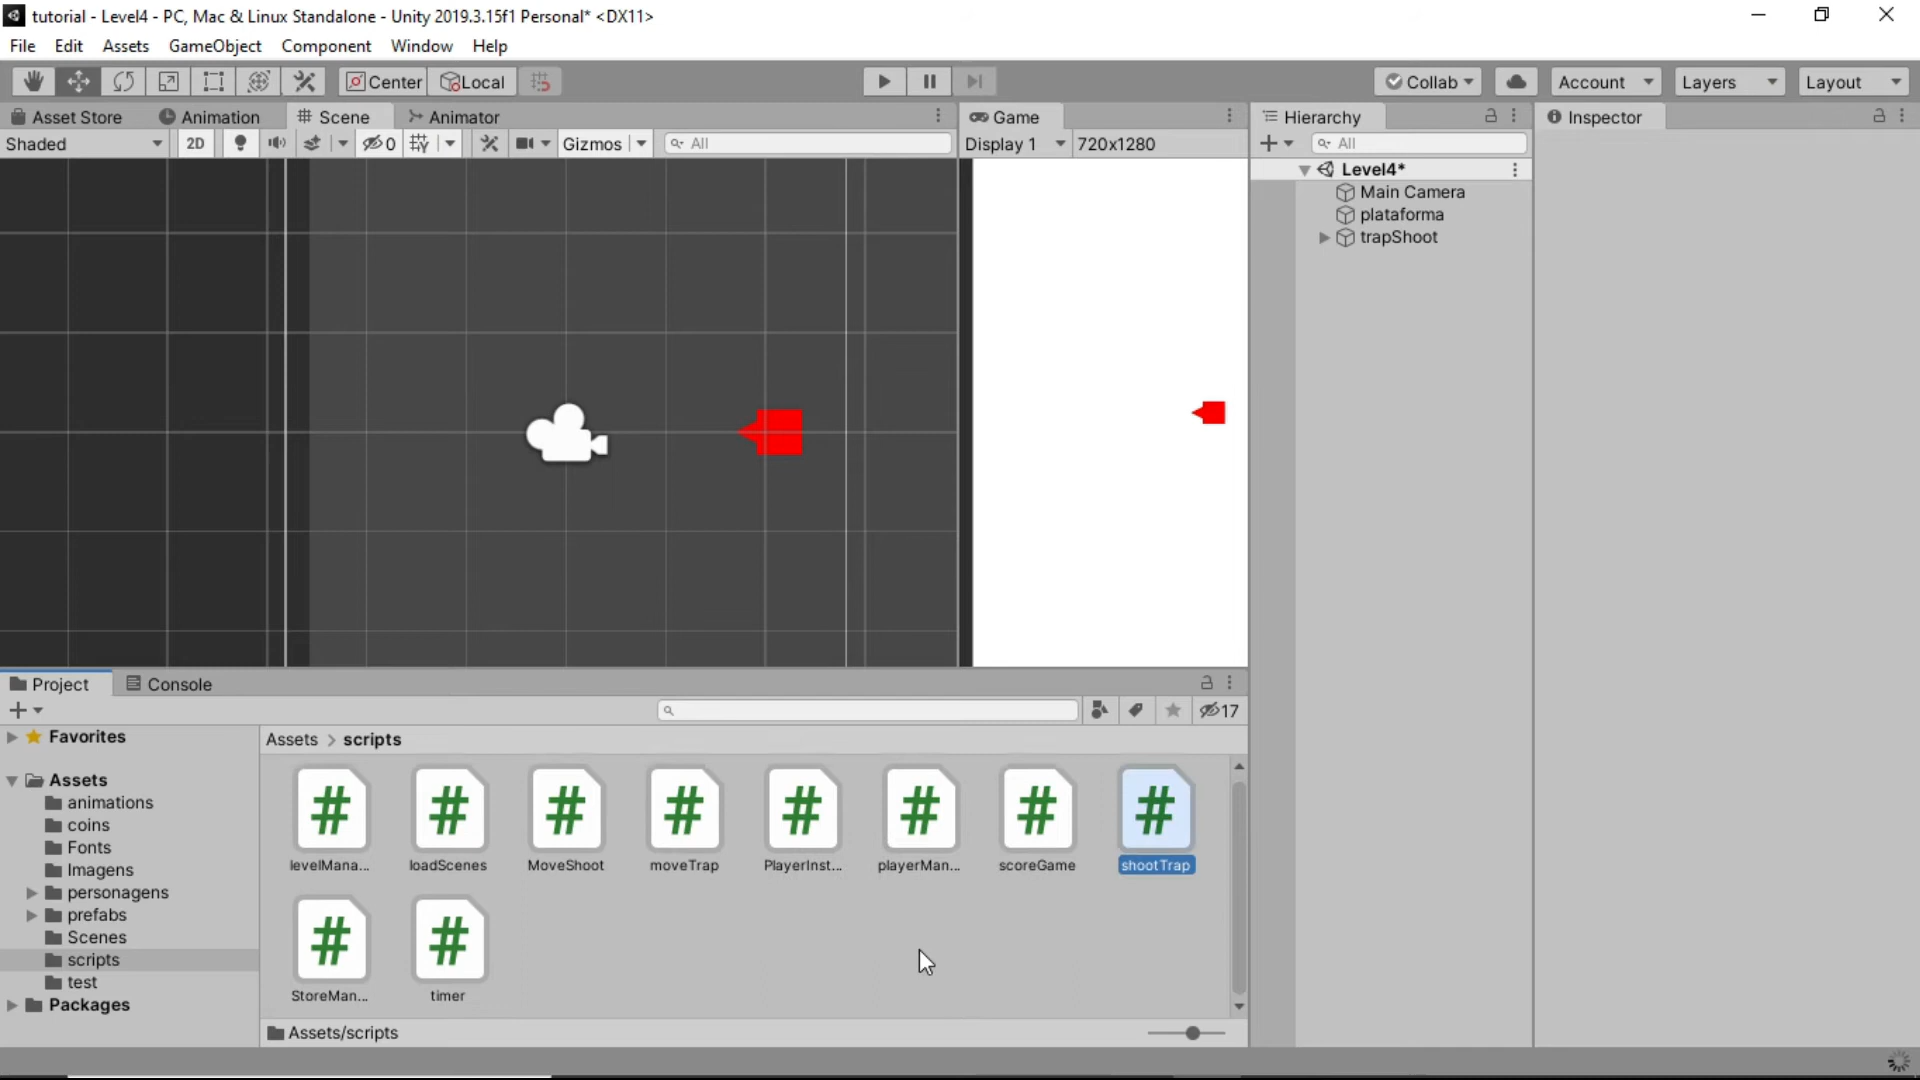 tutorial - Level4 - PC, Mac & Linux Standalone - Unity 2019.3.15f1 Personal* <DX11>
File Edit Assets GameObject Component Window Help
Center Local Collab Account Layers Layout
Asset Store Animation Scene Animator Game Hierarchy Inspector
Shaded 2D 0 Gizmos All Display 1 720x1280 All
Level4*
Main Camera
plataforma
trapShoot
Project Console
17
Favorites
Assets > scripts
Assets
animations
coins
Fonts
Imagens
personagens
prefabs
Scenes
scripts
test
Packages
levelMana... loadScenes MoveShoot moveTrap PlayerInst... playerMan... scoreGame shootTrap
StoreMan... timer
Assets/scripts